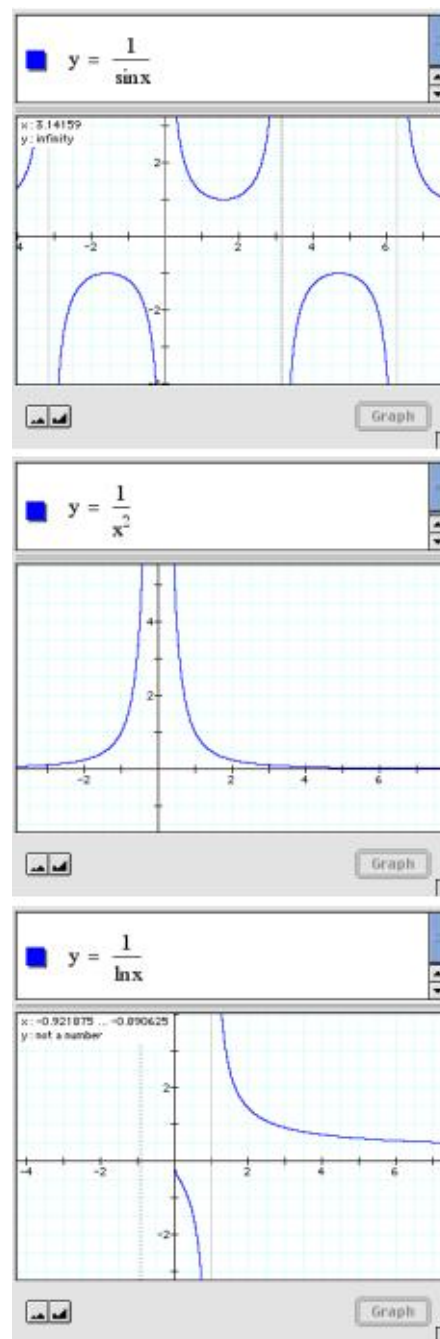 y = 1/sinx
x: 3.14159
y: infinity
2
4 -2 2 4 6
-2
Graph
y = 1/x²
4
2
-2 2 6
Graph
y = 1/lnx
x: -0.921875 ... -0.890625
y: not a number
2
-4 -2 2 4 6
-2
Graph